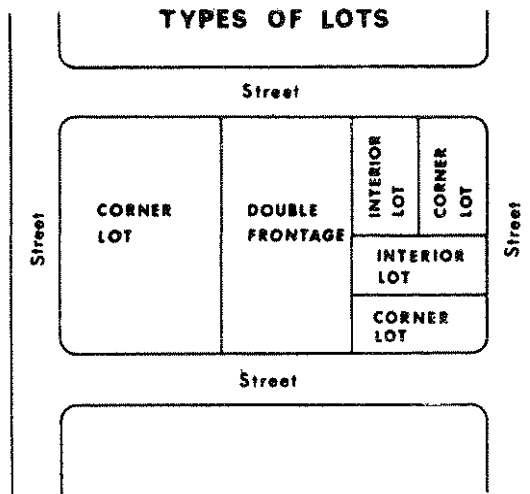 TYPES OF LOTS
Street
Street
CORNER
LOT
DOUBLE
FRONTAGE
INTERIOR
LOT
CORNER
LOT
INTERIOR
LOT
CORNER
LOT
Street
Street